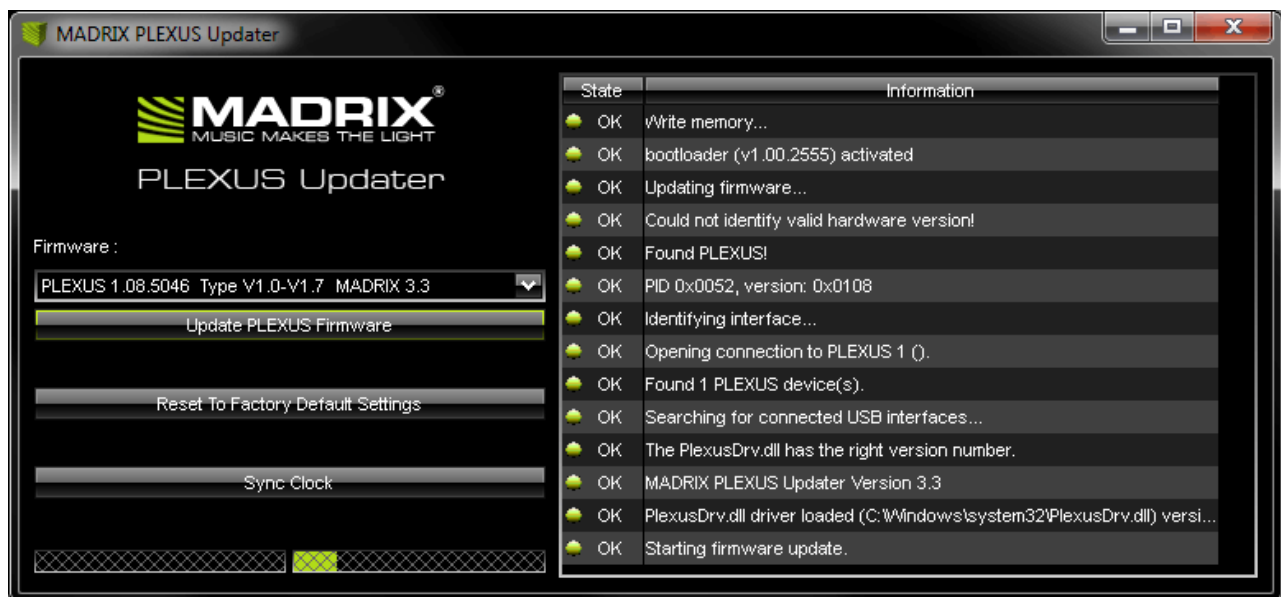 MADRIX PLEXUS Updater
MADRIX®
MUSIC MAKES THE LIGHT
PLEXUS Updater
Firmware :
PLEXUS 1.08.5046 Type V1.0-V1.7 MADRIX 3.3
Update PLEXUS Firmware
Reset To Factory Default Settings
Sync Clock
State Information
OK Write memory...
OK bootloader (v1.00.2555) activated
OK Updating firmware...
OK Could not identify valid hardware version!
OK Found PLEXUS!
OK PID 0x0052, version: 0x0108
OK Identifying interface...
OK Opening connection to PLEXUS 1 ().
OK Found 1 PLEXUS device(s).
OK Searching for connected USB interfaces...
OK The PlexusDrv.dll has the right version number.
OK MADRIX PLEXUS Updater Version 3.3
OK PlexusDrv.dll driver loaded (C:\Windows\system32\PlexusDrv.dll) versi...
OK Starting firmware update.